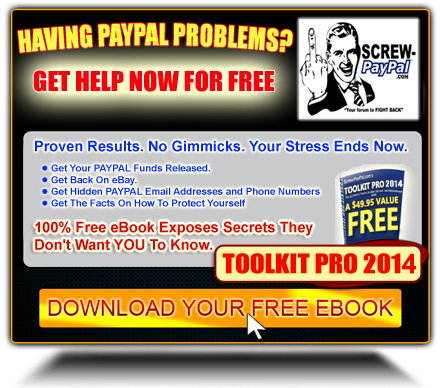 HAVING PAYPAL PROBLEMS?
GET HELP NOW FOR FREE
SCREW-
PayPal
.COM
"Your forum to FIGHT BACK"
Proven Results. No Gimmicks. Your Stress Ends Now.
Get Your PAYPAL Funds Released.
Get Back On eBay.
Get Hidden PAYPAL Email Addresses and Phone Numbers
Get The Facts On How To Protect Yourself
TOOLKIT PRO 2014
A $49.95 VALUE
FREE
100% Free eBook Exposes Secrets They
Don't Want YOU To Know.
TOOLKIT PRO 2014
DOWNLOAD YOUR FREE EBOOK